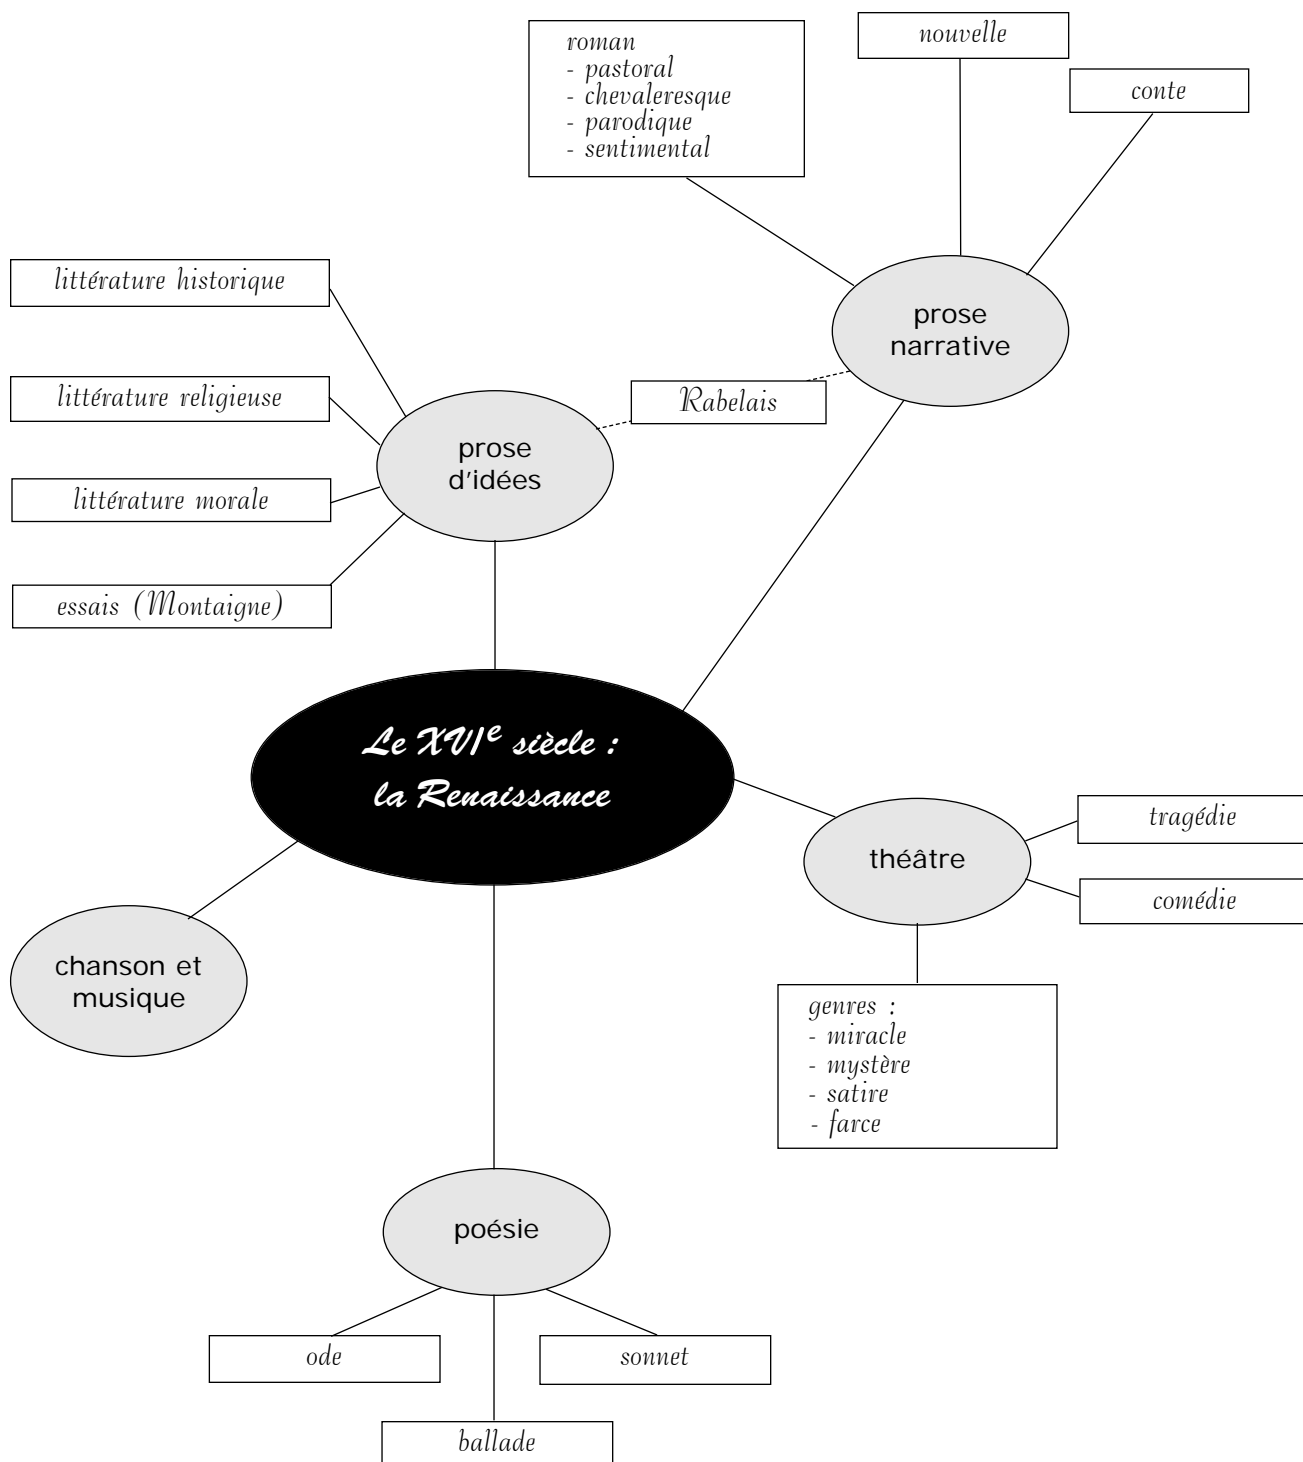 roman
- pastoral
- chevaleresque
- parodique
- sentimental
nouvelle
conte
prose
narrative
Rabelais
littérature historique
littérature religieuse
littérature morale
essais (Montaigne)
prose
d'idées
Le XVIe siècle :
la Renaissance
théâtre
tragédie
comédie
genres :
- miracle
- mystère
- satire
- farce
chanson et
musique
poésie
ode
sonnet
ballade